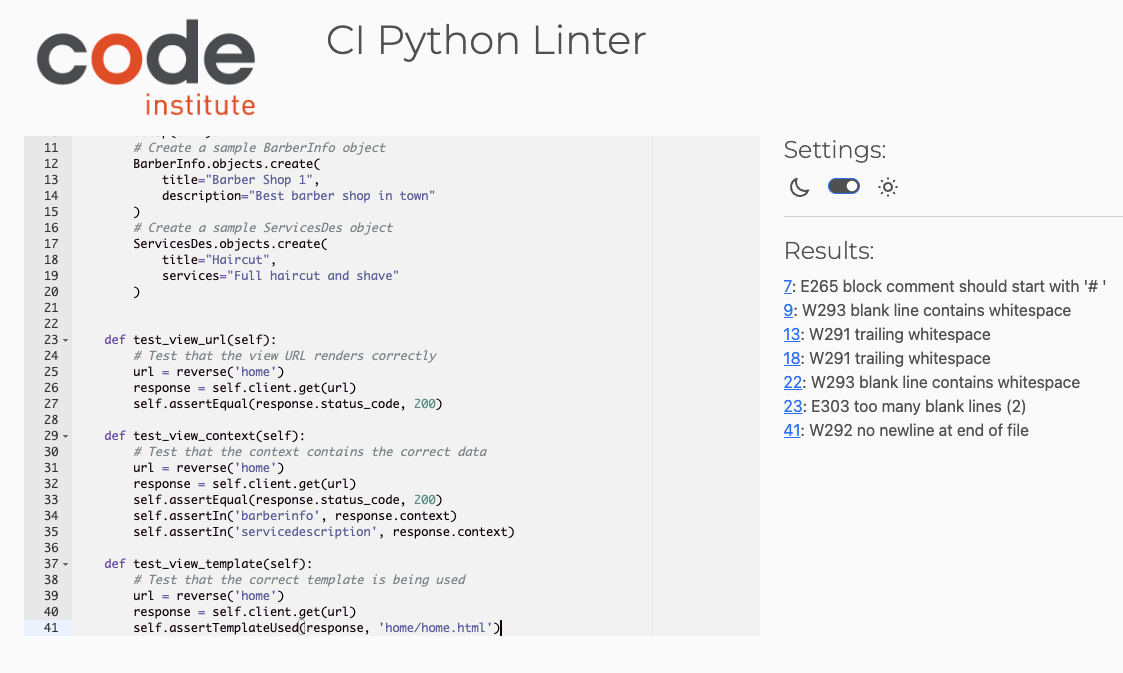 code
institute
CI Python Linter
11 # Create a sample BarberInfo object
12 BarberInfo.objects.create(
13 title="Barber Shop 1",
14 description="Best barber shop in town"
15 )
16 # Create a sample ServicesDes object
17 ServicesDes.objects.create(
18 title="Haircut",
19 services="Full haircut and shave"
20 )
21
22
23 def test_view_url(self):
24 # Test that the view URL renders correctly
25 url = reverse('home')
26 response = self.client.get(url)
27 self.assertEqual(response.status_code, 200)
28
29 def test_view_context(self):
30 # Test that the context contains the correct data
31 url = reverse('home')
32 response = self.client.get(url)
33 self.assertEqual(response.status_code, 200)
34 self.assertIn('barberinfo', response.context)
35 self.assertIn('servicedescription', response.context)
36
37 def test_view_template(self):
38 # Test that the correct template is being used
39 url = reverse('home')
40 response = self.client.get(url)
41 self.assertTemplateUsed(response, 'home/home.html')
Settings:
Results:
7: E265 block comment should start with '# '
9: W293 blank line contains whitespace
13: W291 trailing whitespace
18: W291 trailing whitespace
22: W293 blank line contains whitespace
23: E303 too many blank lines (2)
41: W292 no newline at end of file